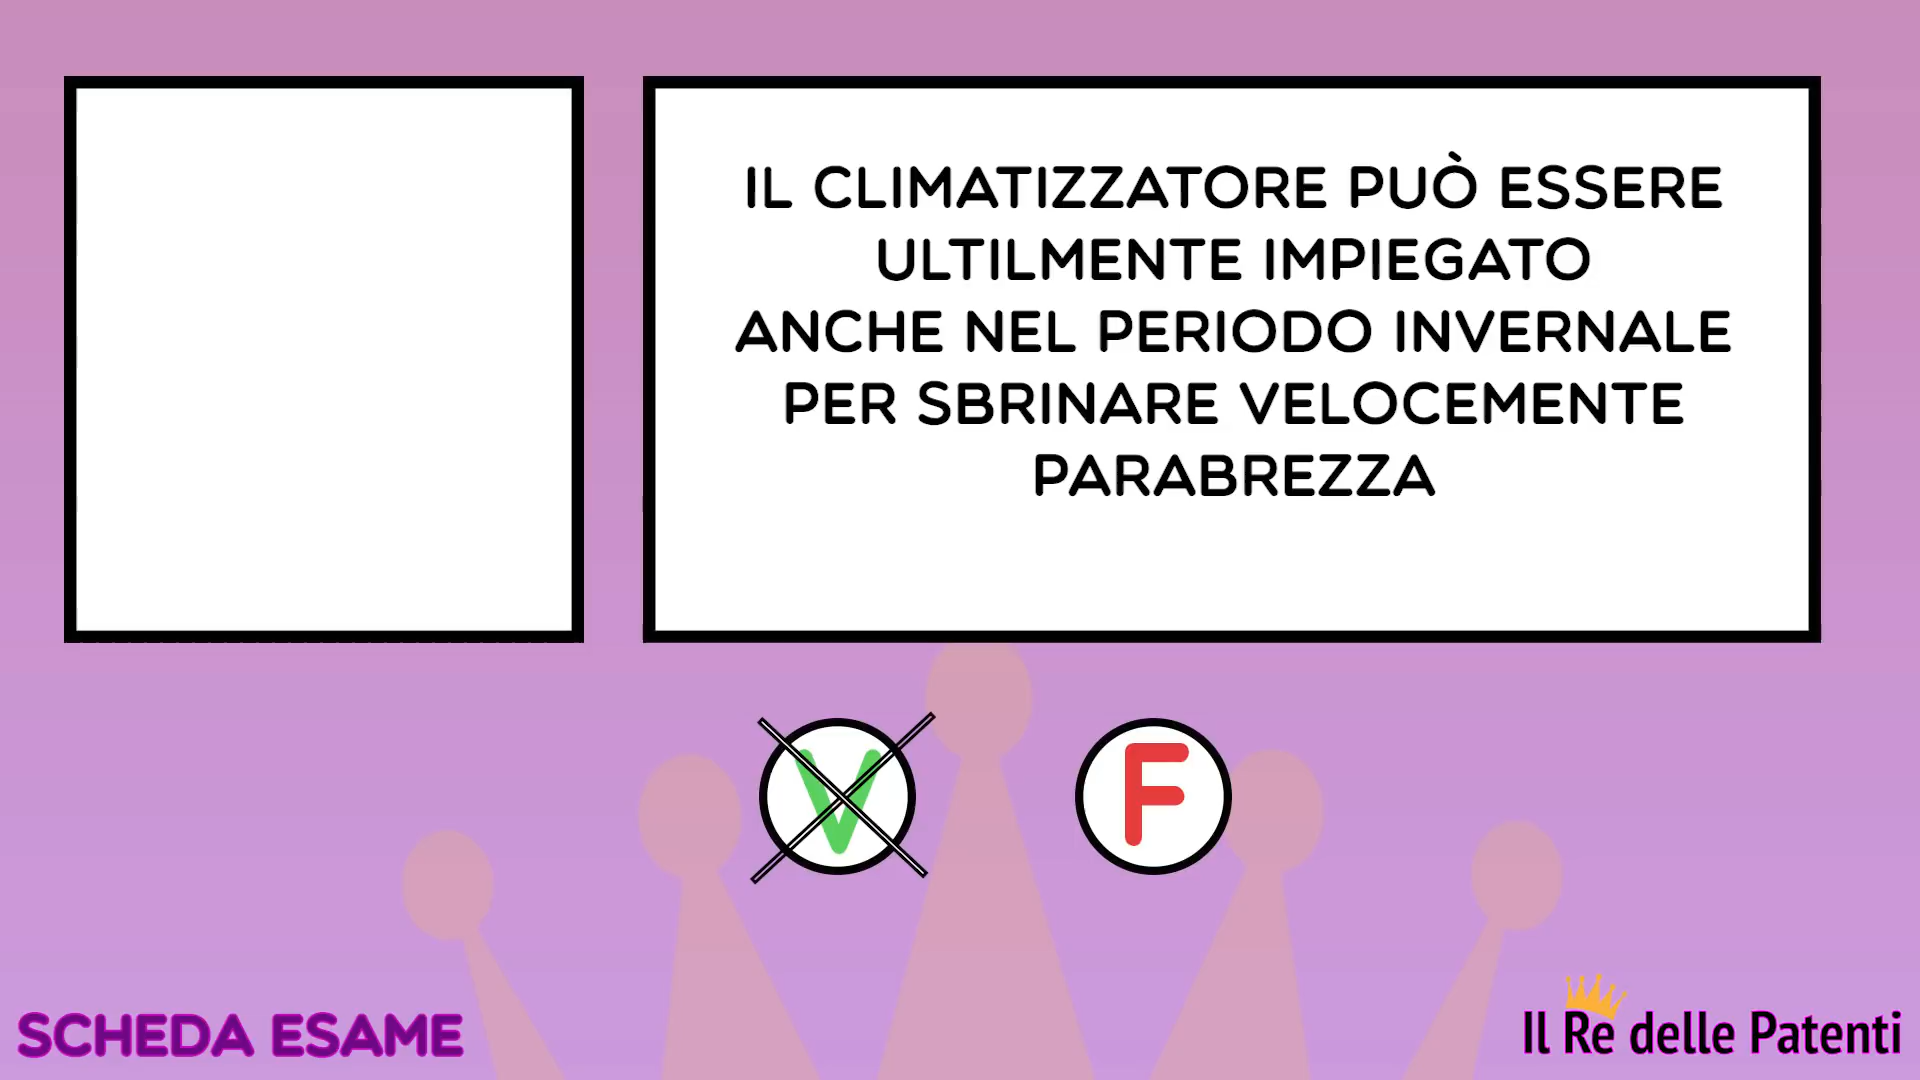 IL CLIMATIZZATORE PUÒ ESSERE
ULTILMENTE IMPIEGATO
ANCHE NEL PERIODO INVERNALE
PER SBRINARE VELOCEMENTE
PARABREZZA
V F
SCHEDA ESAME
Il Re delle Patenti